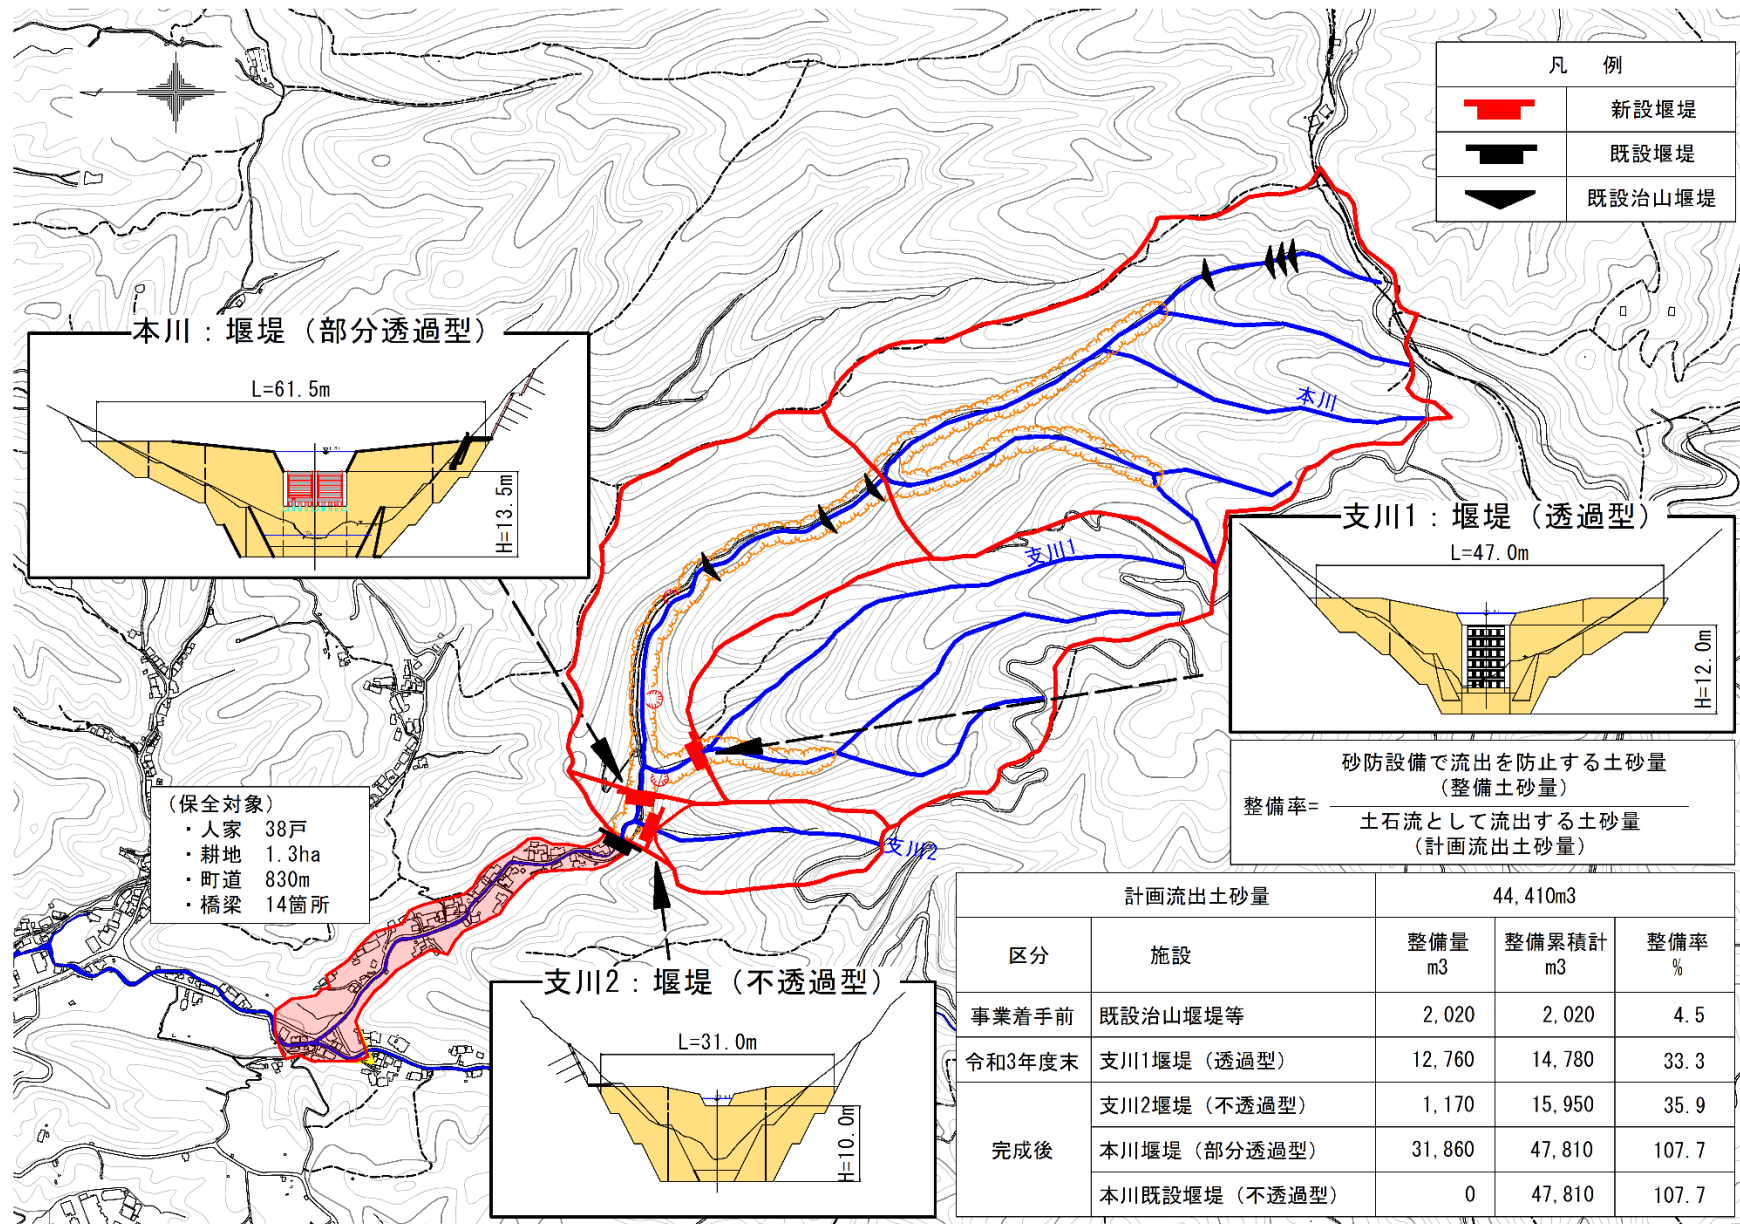 凡 例
新設堰堤
既設堰堤
既設治山堰堤
本川：堰堤（部分透過型）
L=61.5m
H=13.5m
本川
支川1
支川2
支川1：堰堤（透過型）
L=47.0m
H=12.0m
（保全対象）
・人家 38戸
・耕地 1.3ha
・町道 830m
・橋梁 14箇所
支川2：堰堤（不透過型）
L=31.0m
H=10.0m
砂防設備で流出を防止する土砂量
（整備土砂量）
整備率=
土石流として流出する土砂量
（計画流出土砂量）
計画流出土砂量 44,410m3
区分 施設 整備量 m3 整備累積計 m3 整備率 %
事業着手前 既設治山堰堤等 2,020 2,020 4.5
令和3年度末 支川1堰堤（透過型） 12,760 14,780 33.3
完成後 支川2堰堤（不透過型） 1,170 15,950 35.9
本川堰堤（部分透過型） 31,860 47,810 107.7
本川既設堰堤（不透過型） 0 47,810 107.7